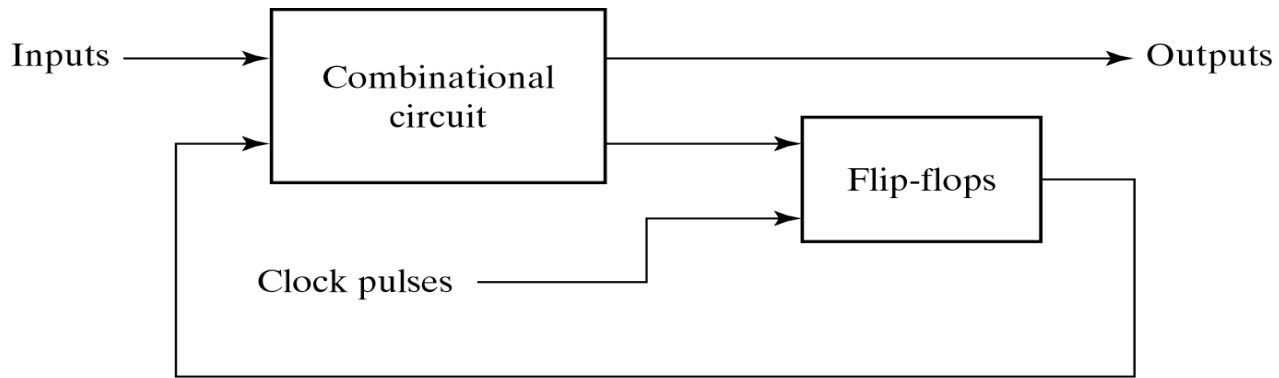 Inputs
Combinational
circuit
Outputs
Flip-flops
Clock pulses